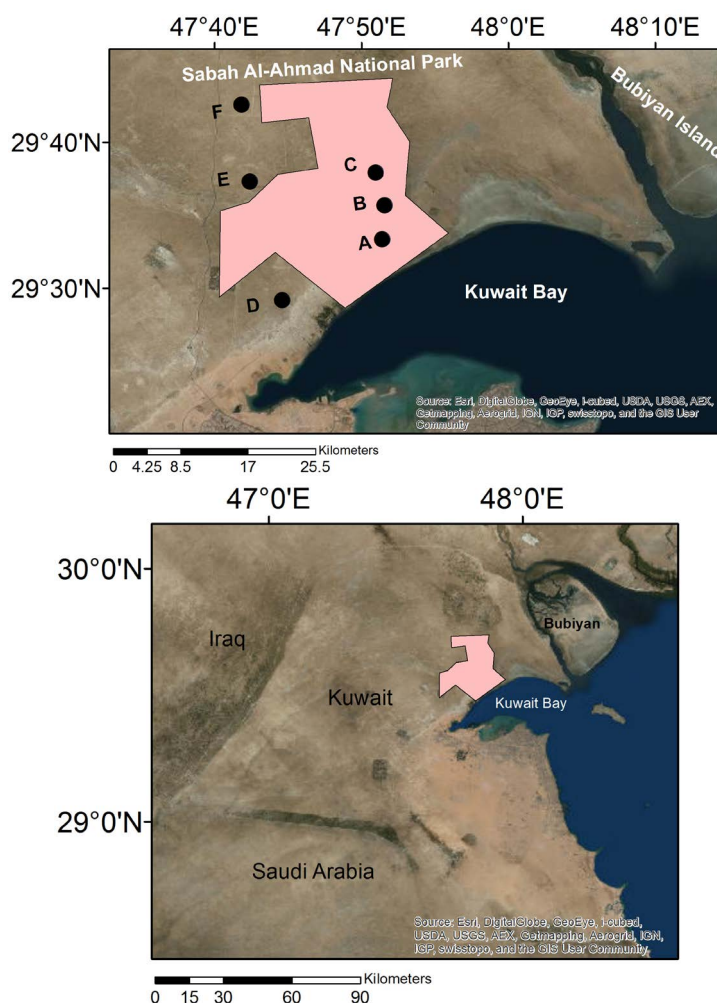 47°40'E 47°50'E 48°0'E 48°10'E
Sabah Al-Ahmad National Park
Bubiyan Island
F
29°40'N
C
E
B
A
29°30'N
Kuwait Bay
D
Source: Esri, DigitalGlobe, GeoEye, i-cubed, USDA, USGS, AEX,
Getmapping, Aerogrid, IGN, IGP, swisstopo, and the GIS User
Community
Kilometers
0 4.25 8.5 17 25.5
47°0'E 48°0'E
30°0'N
Bubiyan
Iraq
Kuwait
Kuwait Bay
29°0'N
Saudi Arabia
Source: Esri, DigitalGlobe, GeoEye, i-cubed,
USDA, USGS, AEX, Getmapping, Aerogrid, IGN,
IGP, swisstopo, and the GIS User Community
Kilometers
0 15 30 60 90